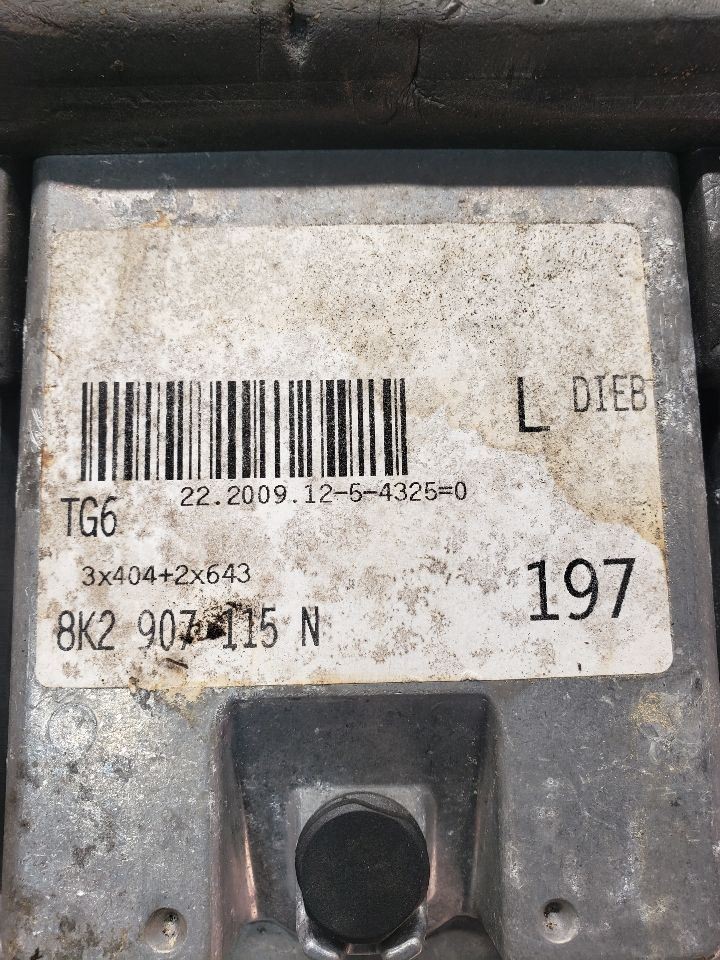 L DIEB
22.2009.12-5-4325=0
TG6
3x404+2x643
197
8K2 907 115 N